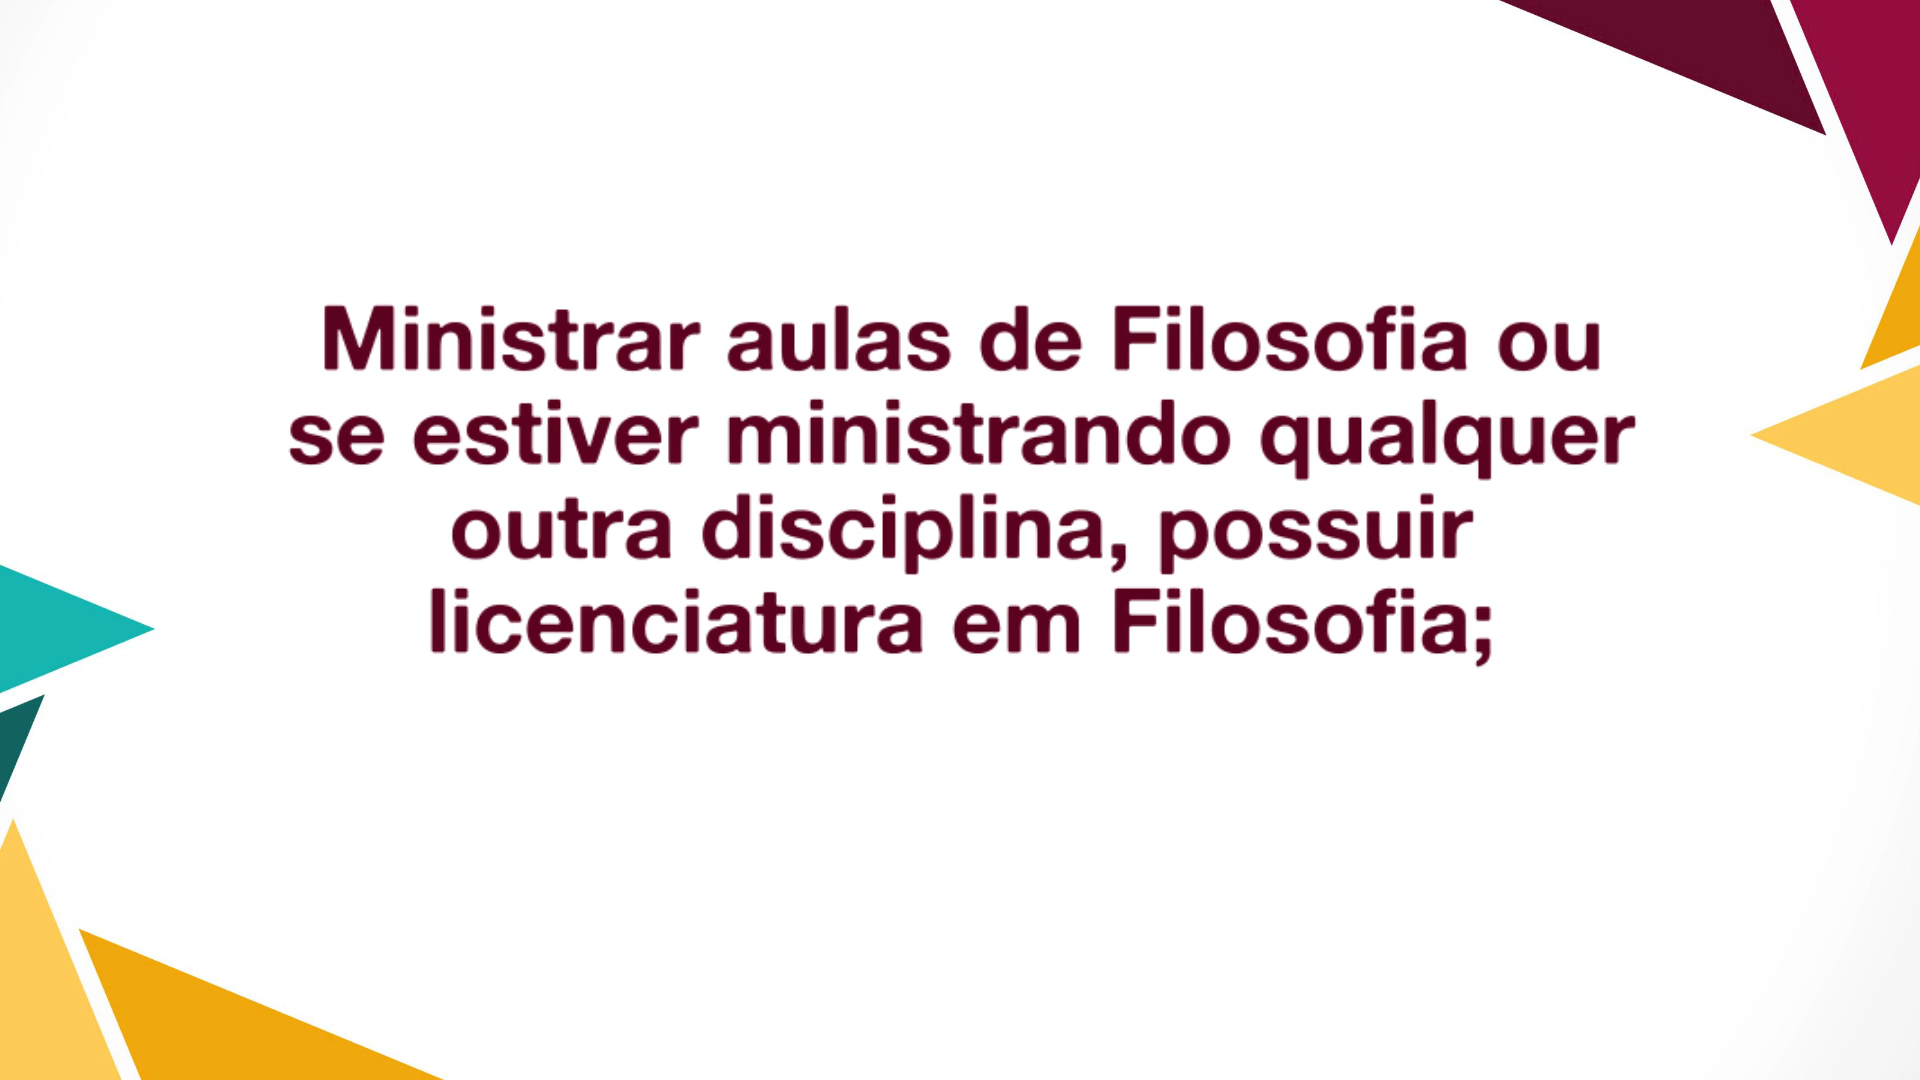 Ministrar aulas de Filosofia ou
se estiver ministrando qualquer
outra disciplina, possuir
licenciatura em Filosofia;